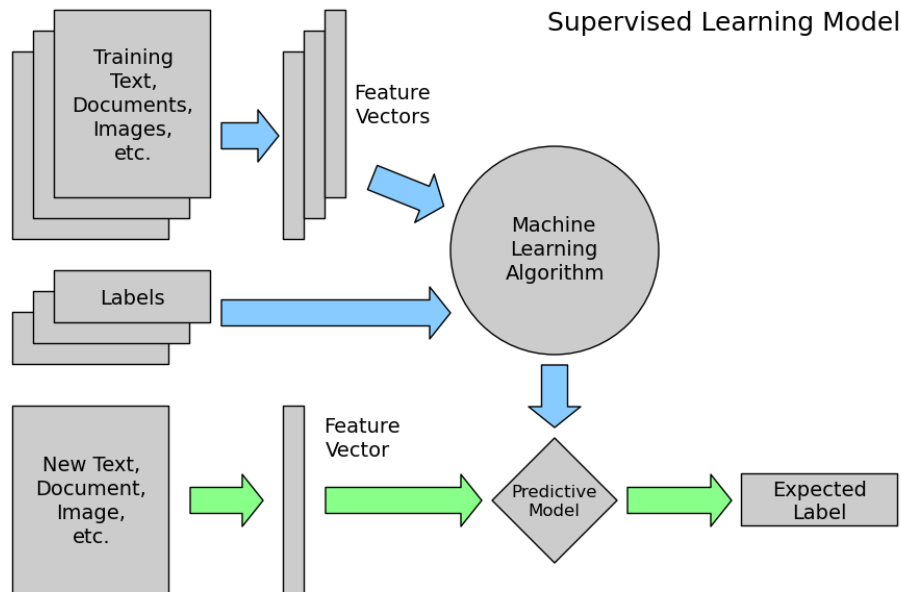 Supervised Learning Model
Training
Text,
Documents,
Images,
etc.
Feature
Vectors
Machine
Learning
Algorithm
Labels
New Text,
Document,
Image,
etc.
Feature
Vector
Predictive
Model
Expected
Label